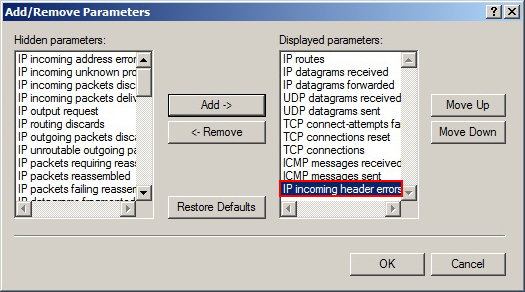 Add/Remove Parameters
Hidden parameters:
IP incoming address error
IP incoming unknown pro
IP incoming packets disc
IP incoming packets deliv
IP output request
IP routing discards
IP outgoing packets disca
IP unroutable outgoing pa
IP packets requiring reass
IP packets reassembled
IP packets failing reassem
Add ->
<- Remove
Restore Defaults
Displayed parameters:
IP routes
IP datagrams received
IP datagrams forwarded
UDP datagrams received
UDP datagrams sent
TCP connect-attempts fa
TCP connections reset
TCP connections
ICMP messages received
ICMP messages sent
IP incoming header errors
Move Up
Move Down
OK
Cancel